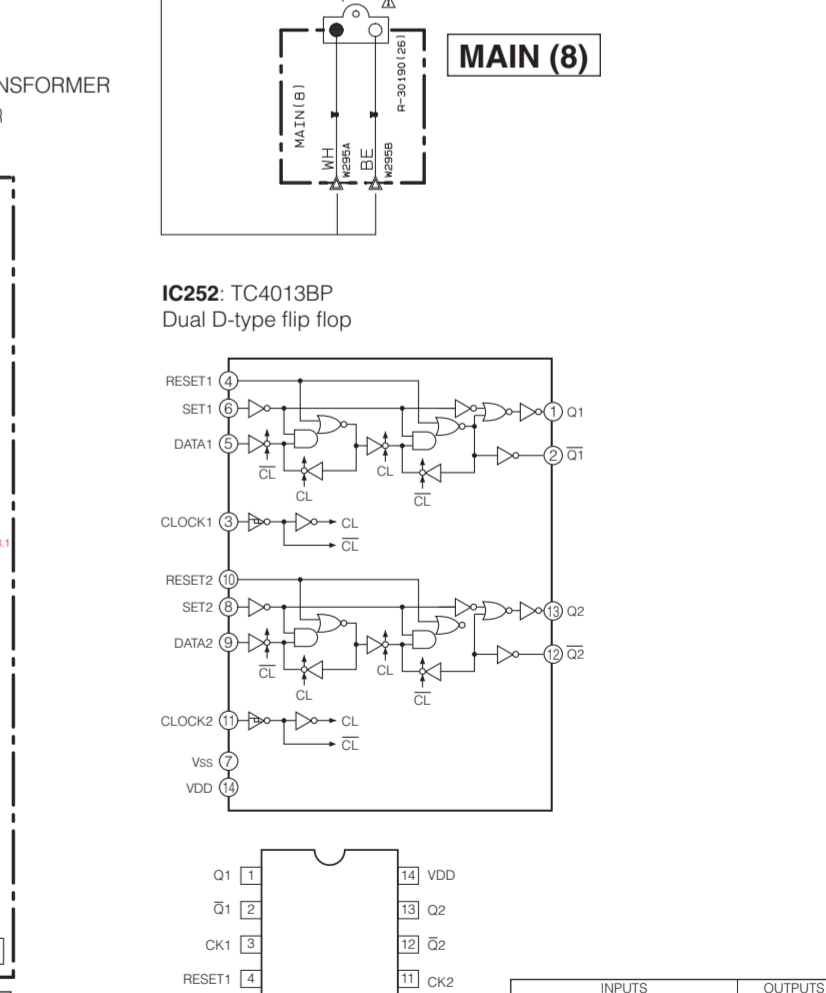 NSFORMER
R
MAIN (8)
MAIN(8)
R-30190(26)
WH
W295A
BE
W295B
IC252: TC4013BP
Dual D-type flip flop
RESET1 4
SET1 6
1 Q1
DATA1 5
2 Q1
CL
CL
CL
CL
CLOCK1 3
CL
CL
RESET2 10
SET2 8
13 Q2
DATA2 9
12 Q2
CL
CL
CL
CL
CLOCK2 11
CL
CL
Vss 7
VDD 14
Q1 1
14 VDD
Q̅1 2
13 Q2
CK1 3
12 Q̅2
RESET1 4
11 CK2
INPUTS
OUTPUTS